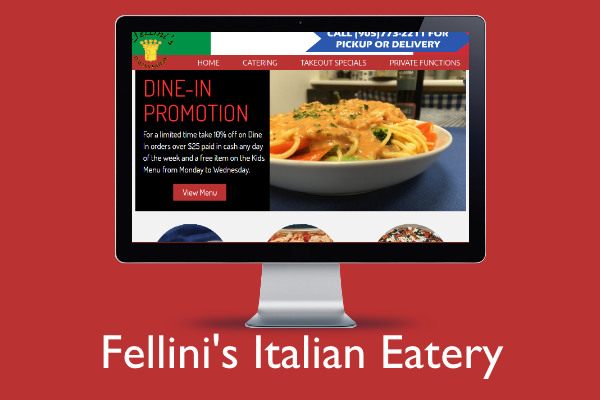 Fellini's
CALL (905)773-2211 FOR
PICKUP OR DELIVERY
HOME CATERING TAKEOUT SPECIALS PRIVATE FUNCTIONS
DINE-IN
PROMOTION
For a limited time take 10% off on Dine
In orders over $25 paid in cash any day
of the week and a free item on the Kids
Menu from Monday to Wednesday.
View Menu
Fellini's Italian Eatery